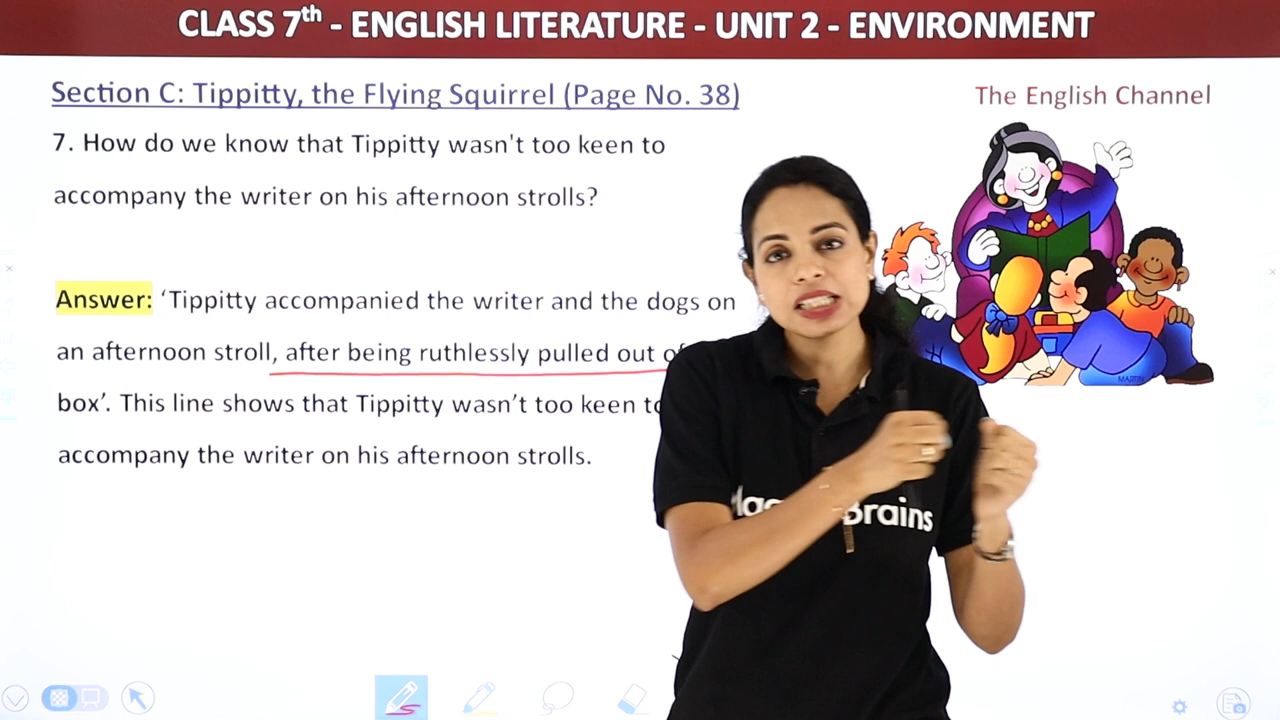 CLASS 7th - ENGLISH LITERATURE - UNIT 2 - ENVIRONMENT
Section C: Tippitty, the Flying Squirrel (Page No. 38)
The English Channel
7. How do we know that Tippitty wasn't too keen to
accompany the writer on his afternoon strolls?
Answer: ‘Tippitty accompanied the writer and the dogs on
an afternoon stroll, after being ruthlessly pulled out
box’. This line shows that Tippitty wasn’t too keen to
accompany the writer on his afternoon strolls.
MARTIN
Brains